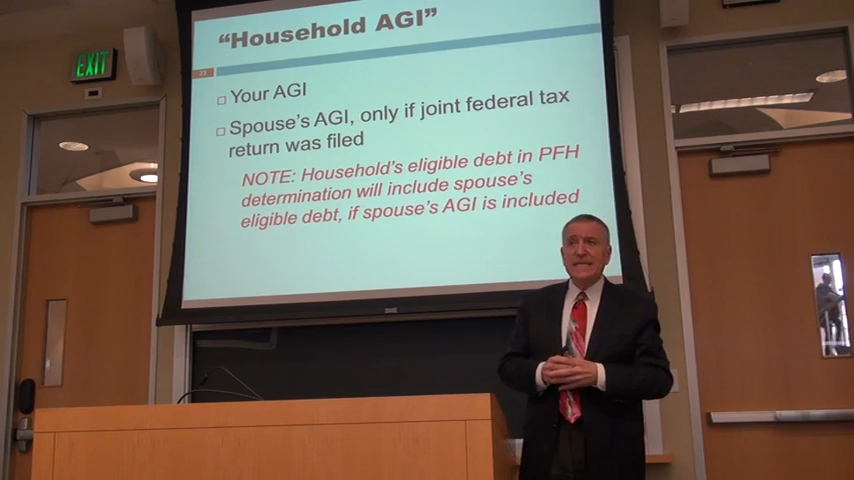 EXIT
"Household AGI"
23
Your AGI
Spouse's AGI, only if joint federal tax
return was filed
NOTE: Household's eligible debt in PFH
determination will include spouse's
eligible debt, if spouse's AGI is included